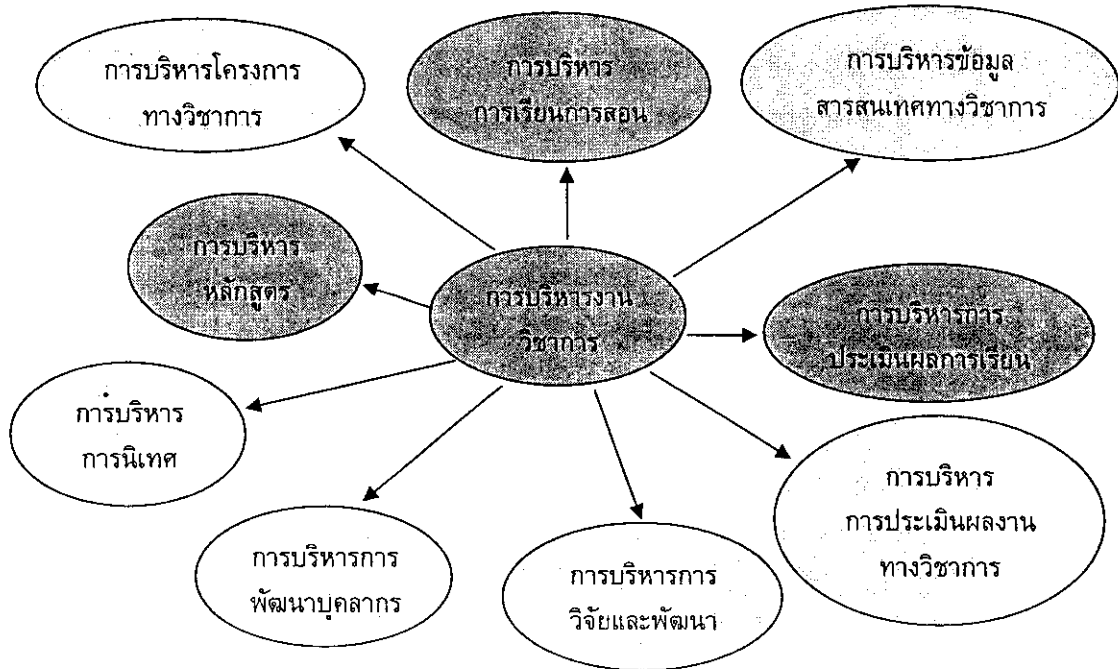 การบริหารโครงการ
ทางวิชาการ
การบริหาร
การเรียนการสอน
การบริหารข้อมูล
สารสนเทศทางวิชาการ
การบริหาร
หลักสูตร
การบริหารงาน
วิชาการ
การบริหารการ
ประเมินผลการเรียน
การบริหาร
การนิเทศ
การบริหาร
การประเมินผลงาน
ทางวิชาการ
การบริหารการ
พัฒนาบุคลากร
การบริหารการ
วิจัยและพัฒนา